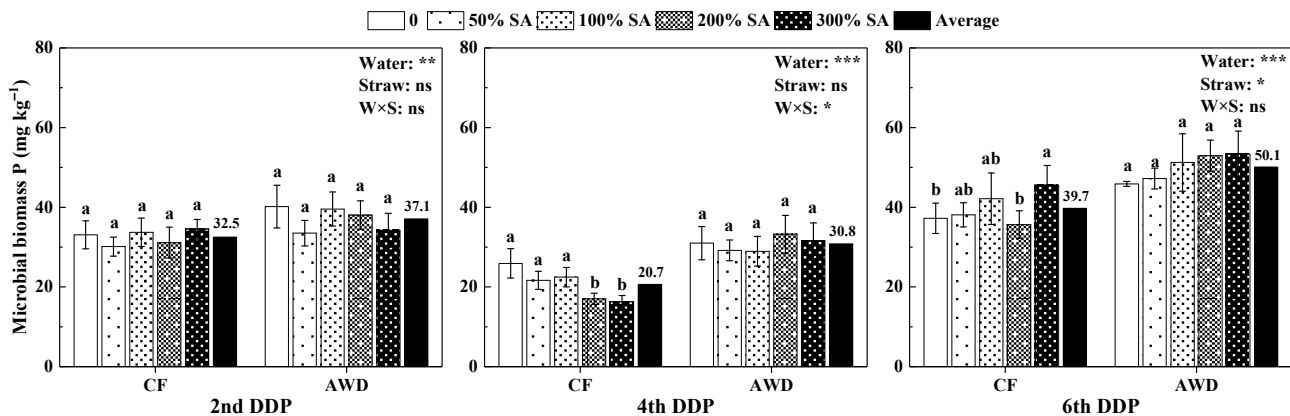 0 50% SA 100% SA 200% SA 300% SA Average
Microbial biomass P (mg kg⁻¹)
80
60
40
20
0
Water: **
Straw: ns
W×S: ns
a a a a a 32.5
a a a a a 37.1
CF AWD
2nd DDP
80
60
40
20
0
Water: ***
Straw: ns
W×S: *
a a a b b 20.7
a a a a a 30.8
CF AWD
4th DDP
80
60
40
20
0
Water: ***
Straw: *
W×S: ns
b ab ab b a 39.7
a a a a a 50.1
CF AWD
6th DDP